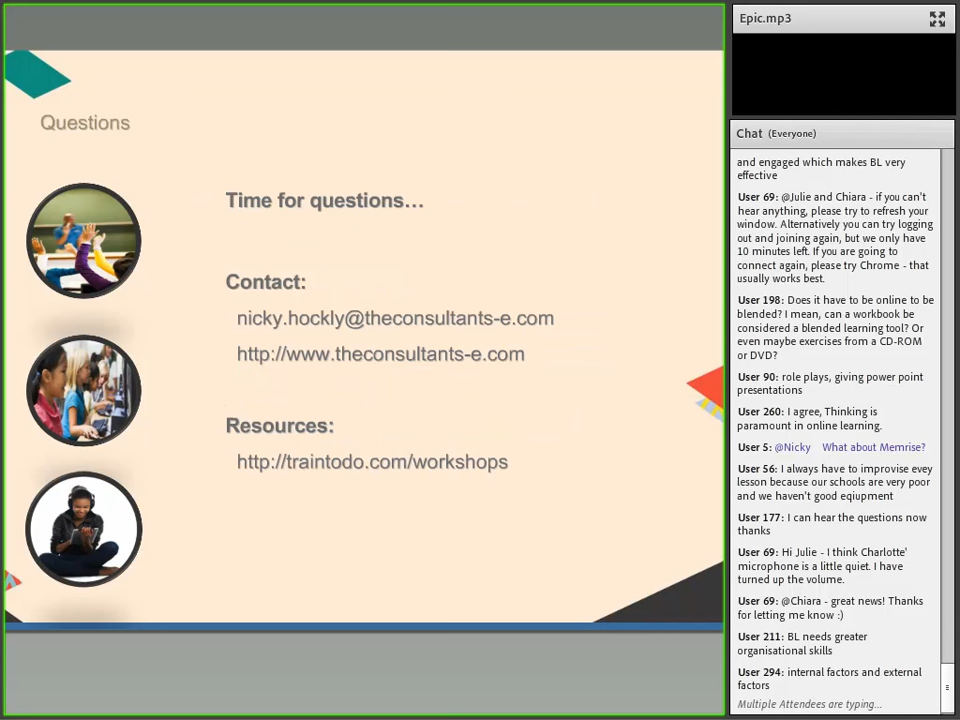 Questions
Time for questions…
Contact:
nicky.hockly@theconsultants-e.com
http://www.theconsultants-e.com
Resources:
http://traintodo.com/workshops
Epic.mp3
Chat (Everyone)
and engaged which makes BL very
effective
User 69: @Julie and Chiara - if you can't
hear anything, please try to refresh your
window. Alternatively you can try logging
out and joining again, but we only have
10 minutes left. If you are going to
connect again, please try Chrome - that
usually works best.
User 198: Does it have to be online to be
blended? I mean, can a workbook be
considered a blended learning tool? Or
even maybe exercises from a CD-ROM
or DVD?
User 90: role plays, giving power point
presentations
User 260: I agree, Thinking is
paramount in online learning.
User 5: @Nicky What about Memrise?
User 56: I always have to improvise evey
lesson because our schools are very poor
and we haven't good eqiupment
User 177: I can hear the questions now
thanks
User 69: Hi Julie - I think Charlotte'
microphone is a little quiet. I have
turned up the volume.
User 69: @Chiara - great news! Thanks
for letting me know :)
User 211: BL needs greater
organisational skills
User 294: internal factors and external
factors
Multiple Attendees are typing...